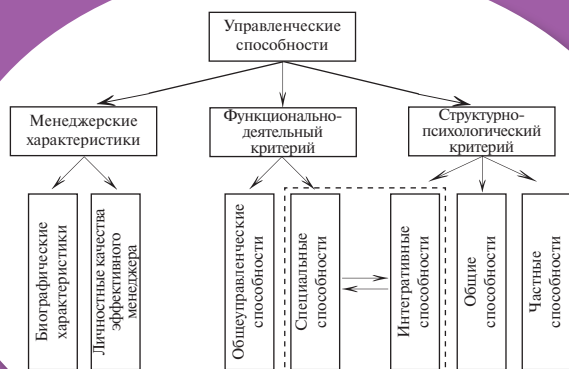 Управленческие
способности
Менеджерские
характеристики
Функционально-
деятельный
критерий
Структурно-
психологический
критерий
Биографические
характеристики
Личностные качества
эффективного
менеджера
Общеуправленческие
способности
Специальные
способности
Интегративные
способности
Общие
способности
Частные
способности